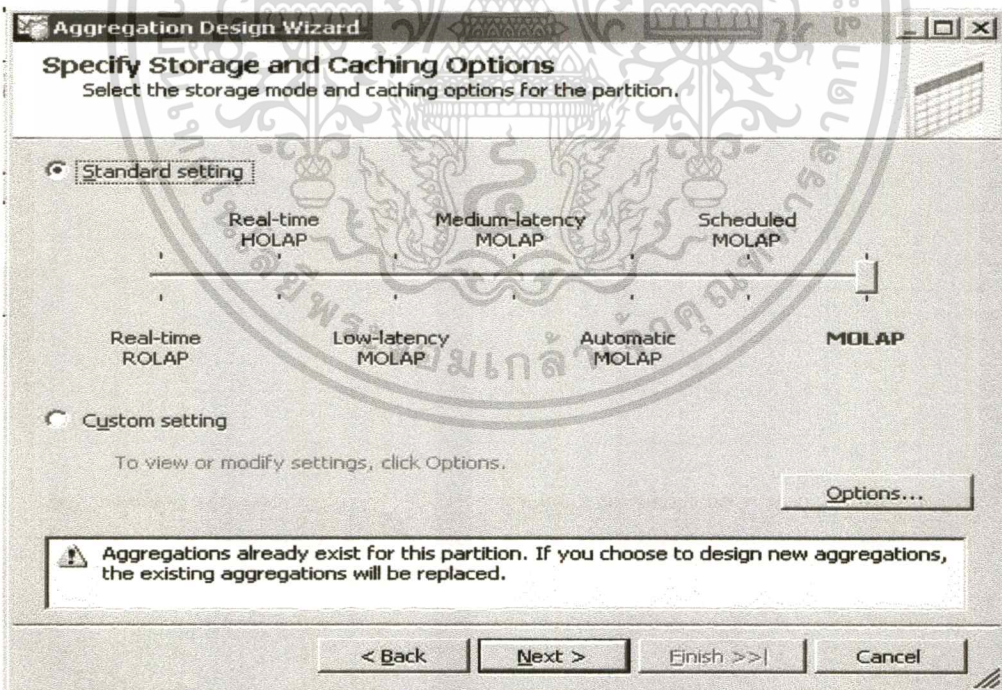 Aggregation Design Wizard
Specify Storage and Caching Options
Select the storage mode and caching options for the partition.
Standard setting
Real-time
HOLAP
Medium-latency
MOLAP
Scheduled
MOLAP
Real-time
ROLAP
Low-latency
MOLAP
Automatic
MOLAP
MOLAP
Custom setting
To view or modify settings, click Options.
Options...
Aggregations already exist for this partition. If you choose to design new aggregations,
the existing aggregations will be replaced.
< Back
Next >
Finish >>|
Cancel